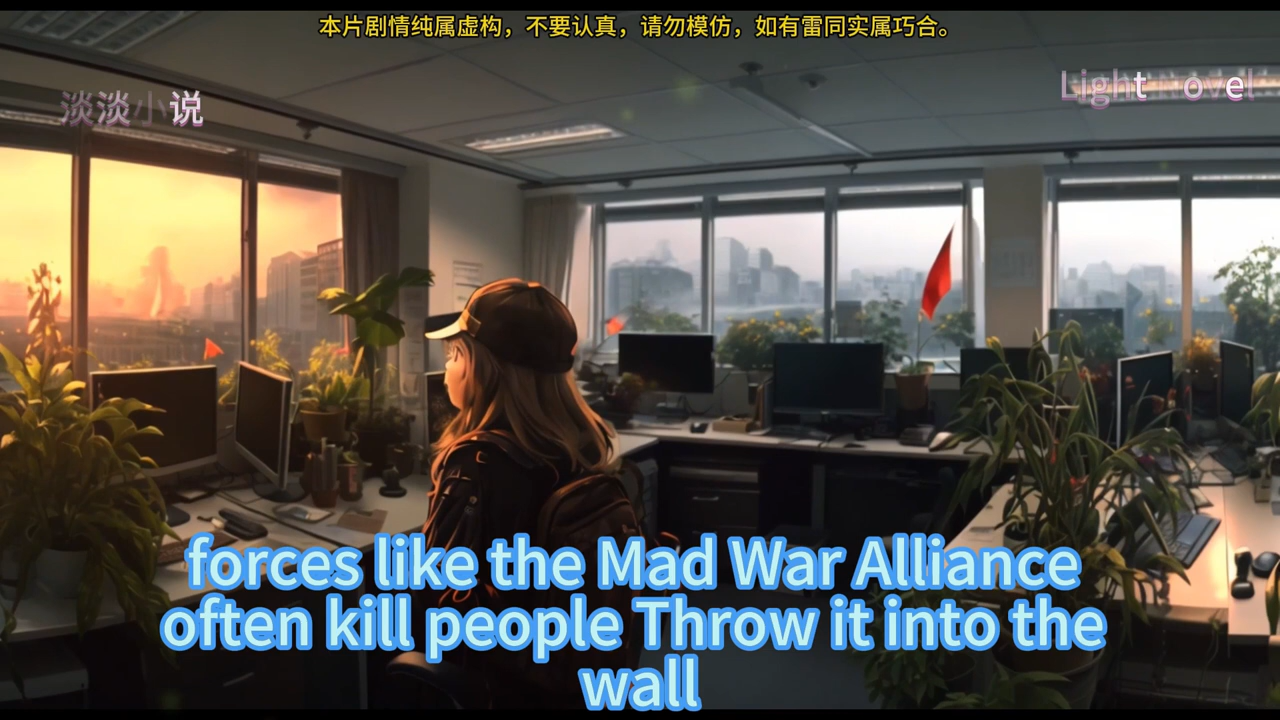 本片剧情纯属虚构，不要认真，请勿模仿，如有雷同实属巧合。
淡淡小说
Light Novel
forces like the Mad War Alliance
often kill people Throw it into the
wall